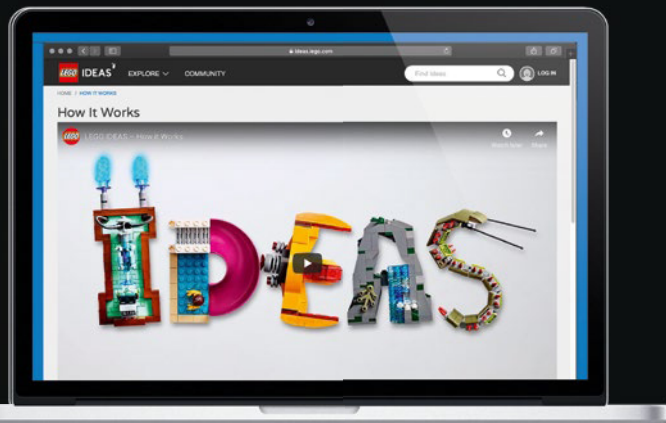 ideas.lego.com
LEGO IDEAS EXPLORE COMMUNITY Find Ideas LOG IN
HOME / HOW IT WORKS
How It Works
LEGO LEGO IDEAS – How it Works
Watch later Share
IDEAS